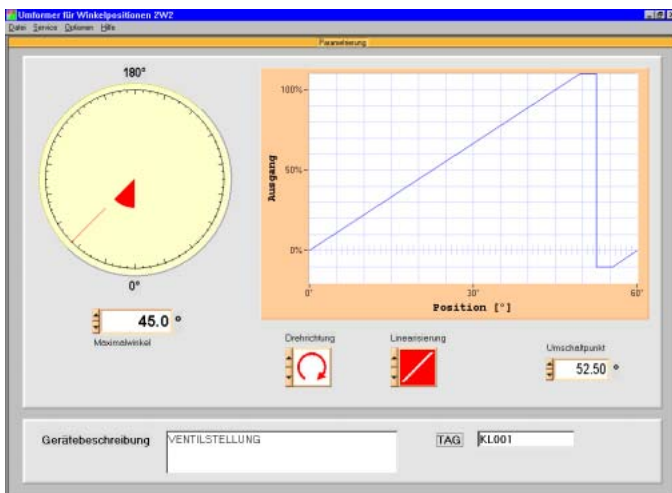 Umformer für Winkelpositionen ZW2
Datei Service Optionen Hilfe
Parametrierung
180°
0°
45.0 °
Maximalwinkel
100%
50%
0%
Ausgang
0° 30° 60°
Position [°]
Drehrichtung
Linearisierung
Umschaltpunkt
52.50 °
Gerätebeschreibung
VENTILSTELLUNG
TAG KL001